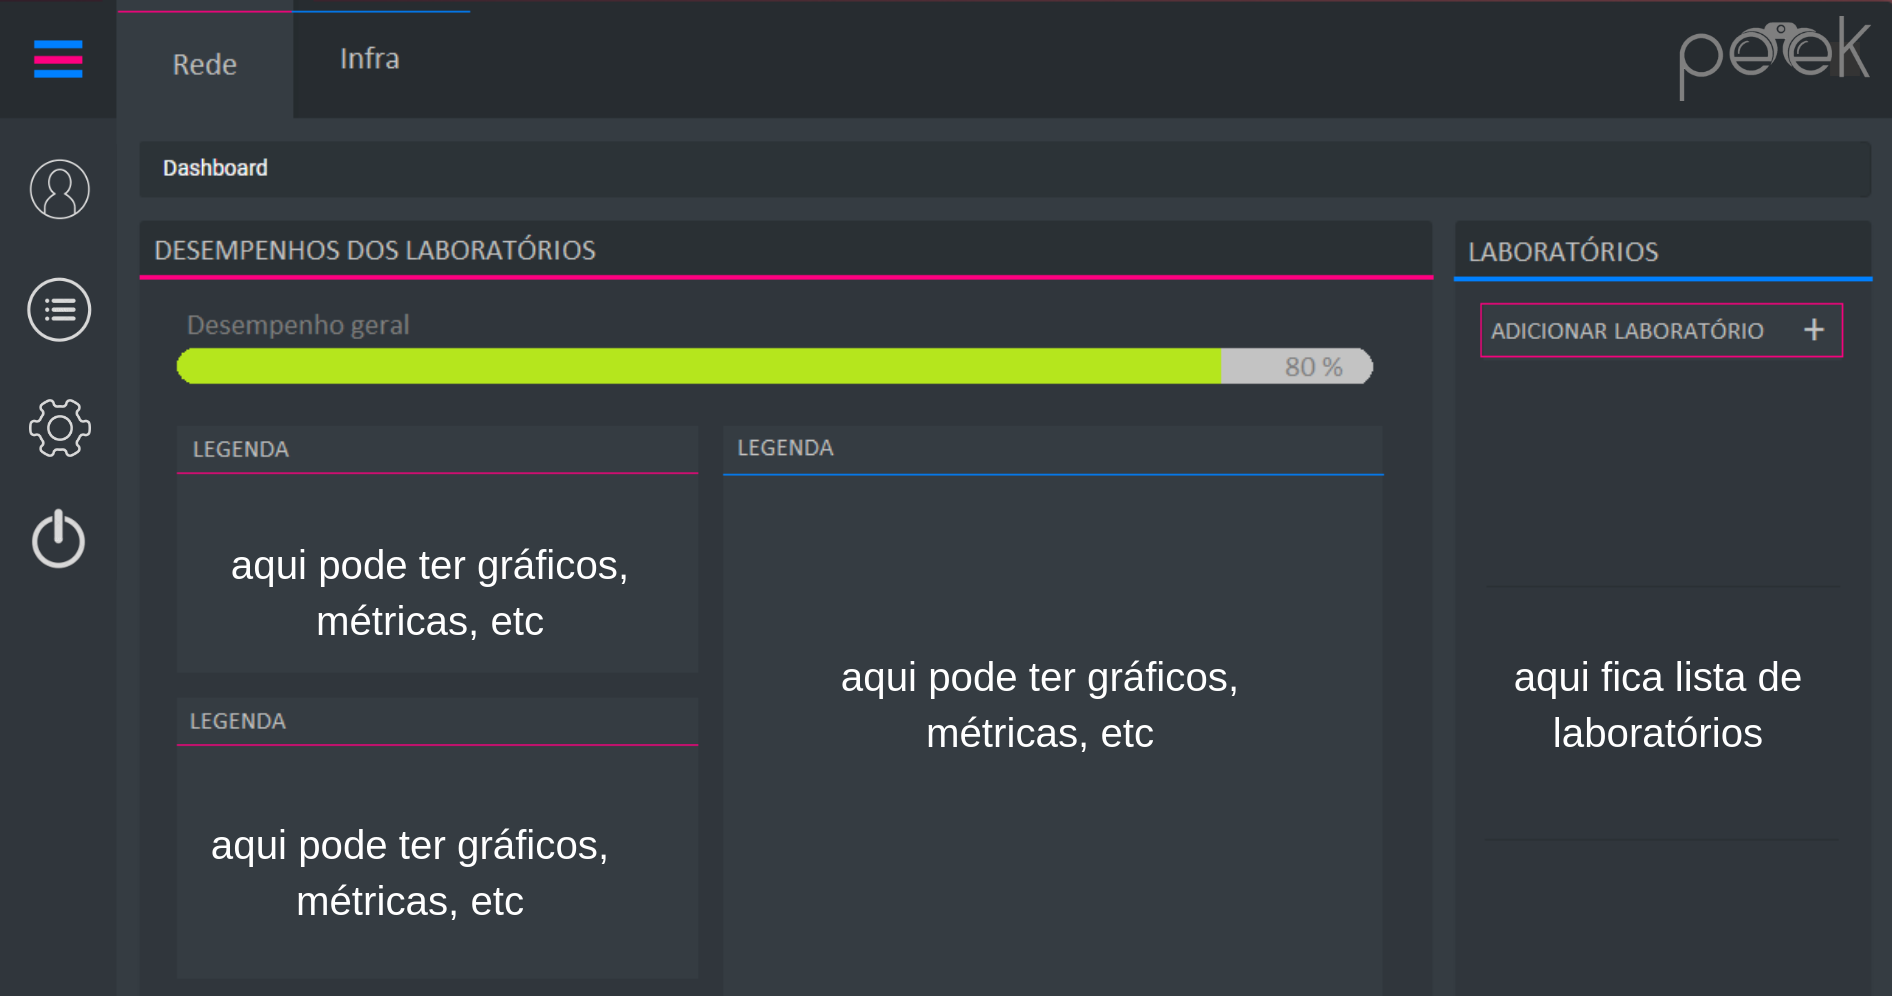 Rede
Infra
peek
Dashboard
DESEMPENHOS DOS LABORATÓRIOS
LABORATÓRIOS
Desempenho geral
80 %
ADICIONAR LABORATÓRIO +
LEGENDA
aqui pode ter gráficos,
métricas, etc
LEGENDA
aqui pode ter gráficos,
métricas, etc
LEGENDA
aqui pode ter gráficos,
métricas, etc
aqui fica lista de
laboratórios